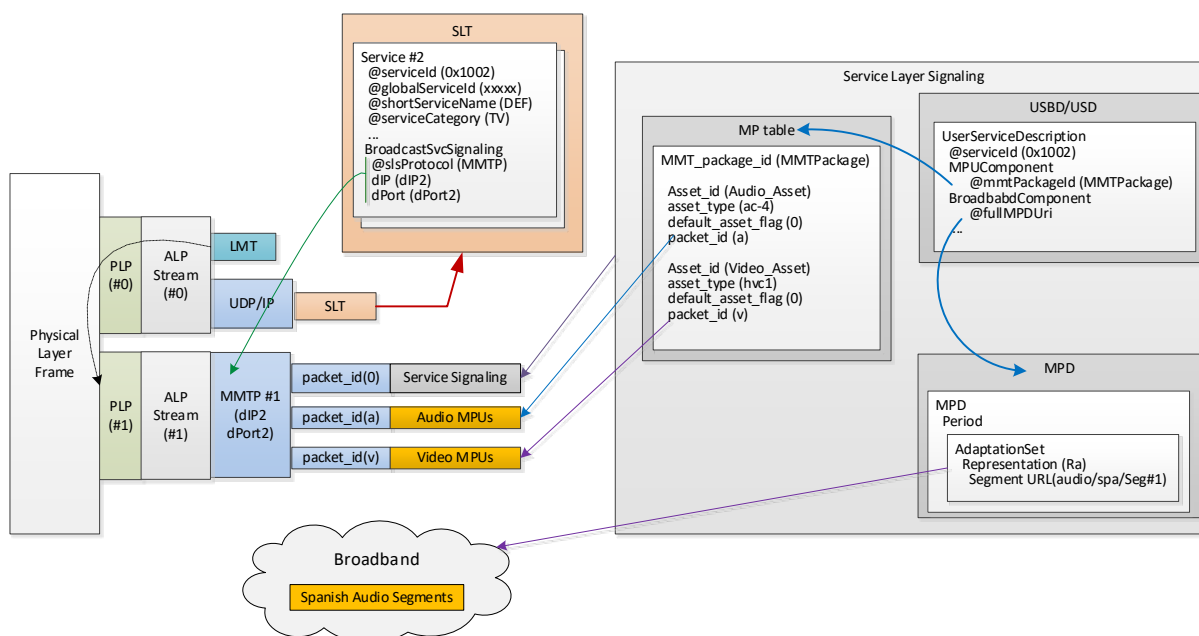 SLT
Service #2
@serviceId (0x1002)
@globalServiceId (xxxxx)
@shortServiceName (DEF)
@serviceCategory (TV)
...
BroadcastSvcSignaling
@slsProtocol (MMTP)
dIP (dIP2)
dPort (dPort2)
Service Layer Signaling
MP table
MMT_package_id (MMTPackage)
Asset_id (Audio_Asset)
asset_type (ac-4)
default_asset_flag (0)
packet_id (a)
Asset_id (Video_Asset)
asset_type (hvc1)
default_asset_flag (0)
packet_id (v)
USBD/USD
UserServiceDescription
@serviceId (0x1002)
MPUComponent
@mmtPackageId (MMTPackage)
BroadbabdComponent
@fullMPDUri
...
MPD
MPD
Period
AdaptationSet
Representation (Ra)
Segment URL(audio/spa/Seg#1)
Physical
Layer
Frame
PLP
(#0)
ALP
Stream
(#0)
LMT
UDP/IP
SLT
PLP
(#1)
ALP
Stream
(#1)
MMTP #1
(dIP2
dPort2)
packet_id(0)
Service Signaling
packet_id(a)
Audio MPUs
packet_id(v)
Video MPUs
Broadband
Spanish Audio Segments